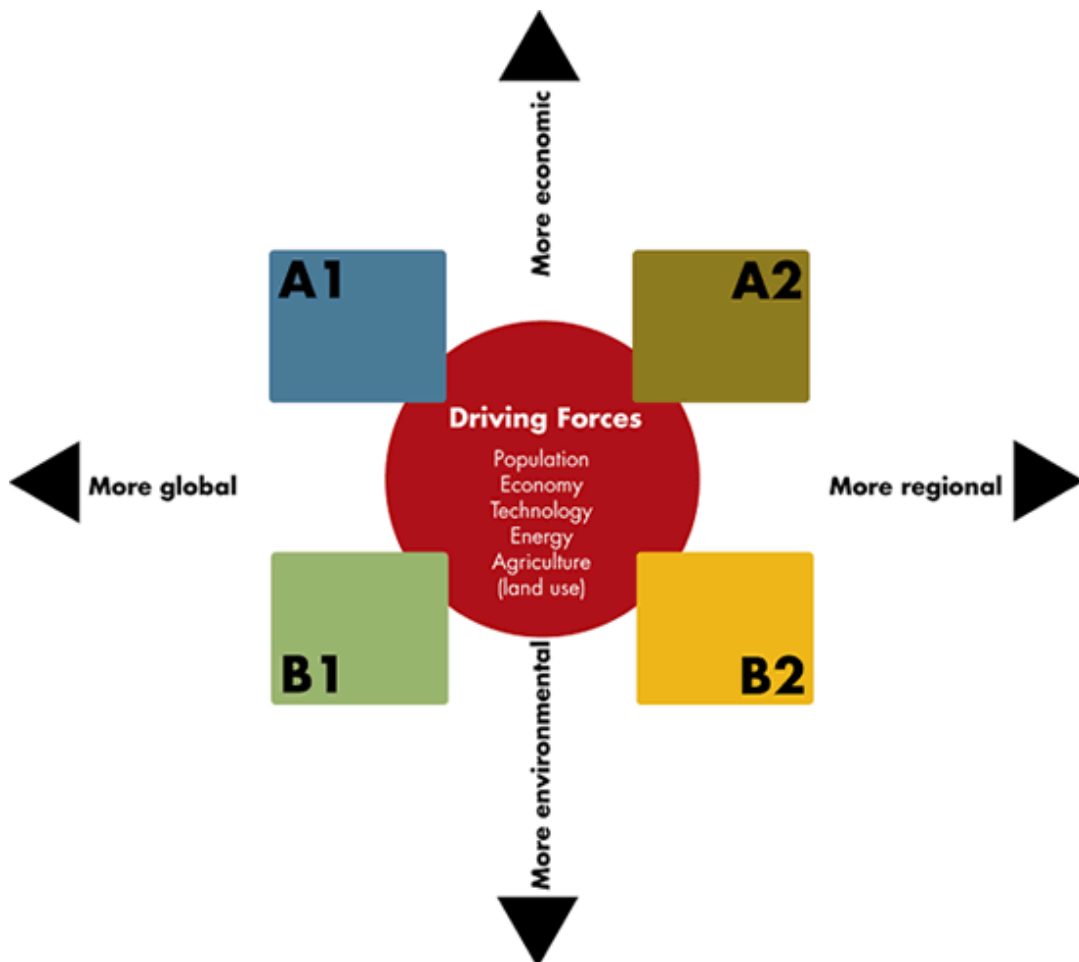 More economic
A1
A2
Driving Forces
Population
Economy
Technology
Energy
Agriculture
(land use)
More global
More regional
B1
B2
More environmental